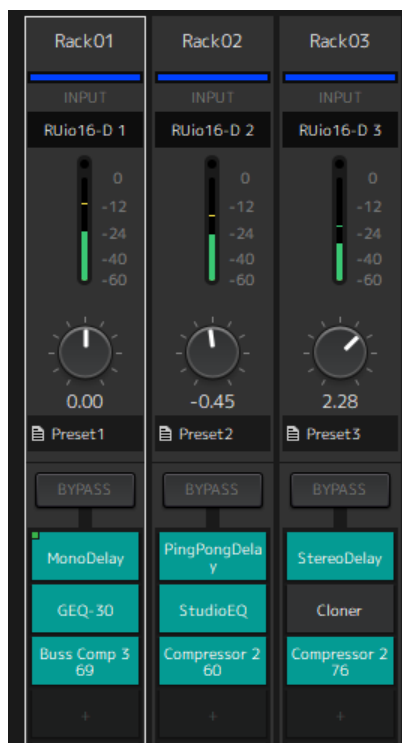 Rack01 Rack02 Rack03
INPUT INPUT INPUT
RUio16-D 1 RUio16-D 2 RUio16-D 3
0 0 0
-12 -12 -12
-24 -24 -24
-40 -40 -40
-60 -60 -60
0.00 -0.45 2.28
Preset1 Preset2 Preset3
BYPASS BYPASS BYPASS
MonoDelay PingPongDela
y StereoDelay
GEQ-30 StudioEQ Cloner
Buss Comp 3 Compressor 2 Compressor 2
69 60 76
+ + +